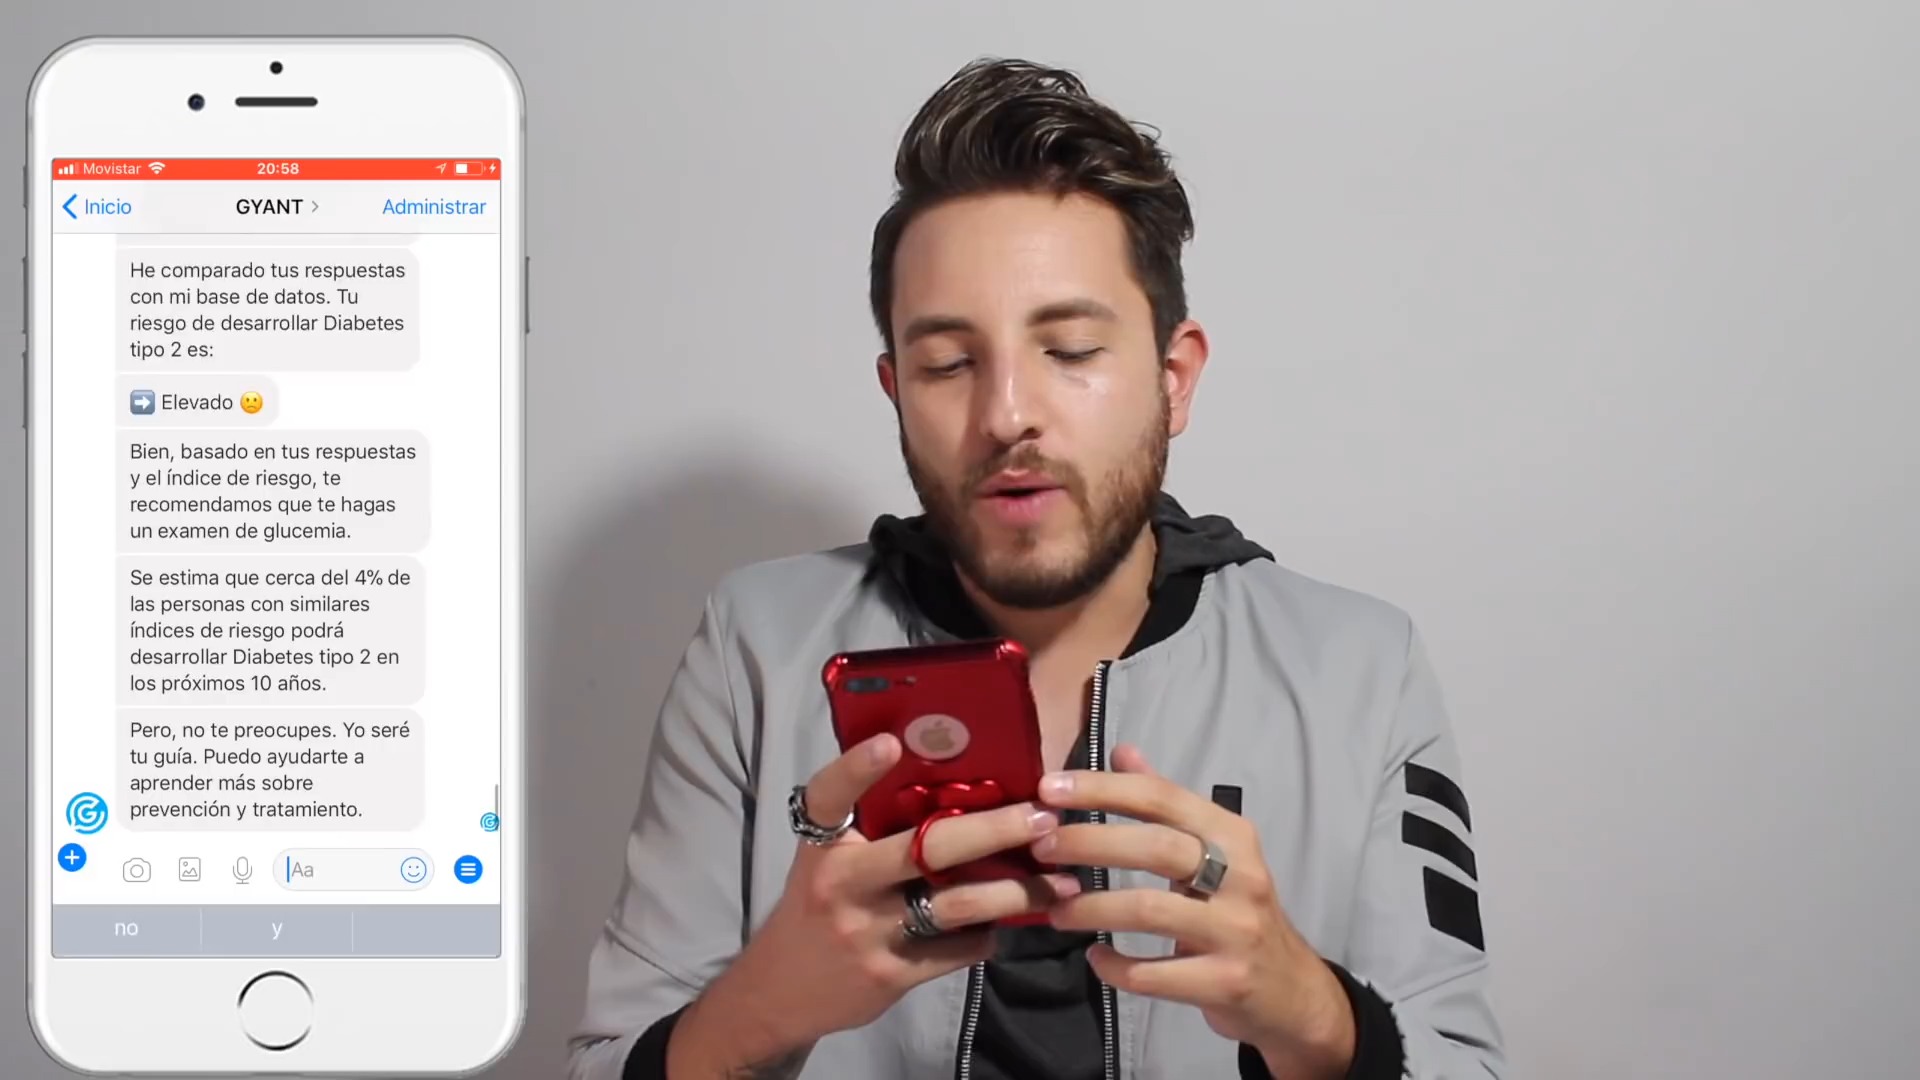 Movistar 20:58
Inicio GYANT Administrar
He comparado tus respuestas
con mi base de datos. Tu
riesgo de desarrollar Diabetes
tipo 2 es:
➡️ Elevado 🙁
Bien, basado en tus respuestas
y el índice de riesgo, te
recomendamos que te hagas
un examen de glucemia.
Se estima que cerca del 4% de
las personas con similares
índices de riesgo podrá
desarrollar Diabetes tipo 2 en
los próximos 10 años.
Pero, no te preocupes. Yo seré
tu guía. Puedo ayudarte a
aprender más sobre
prevención y tratamiento.
Aa
no y